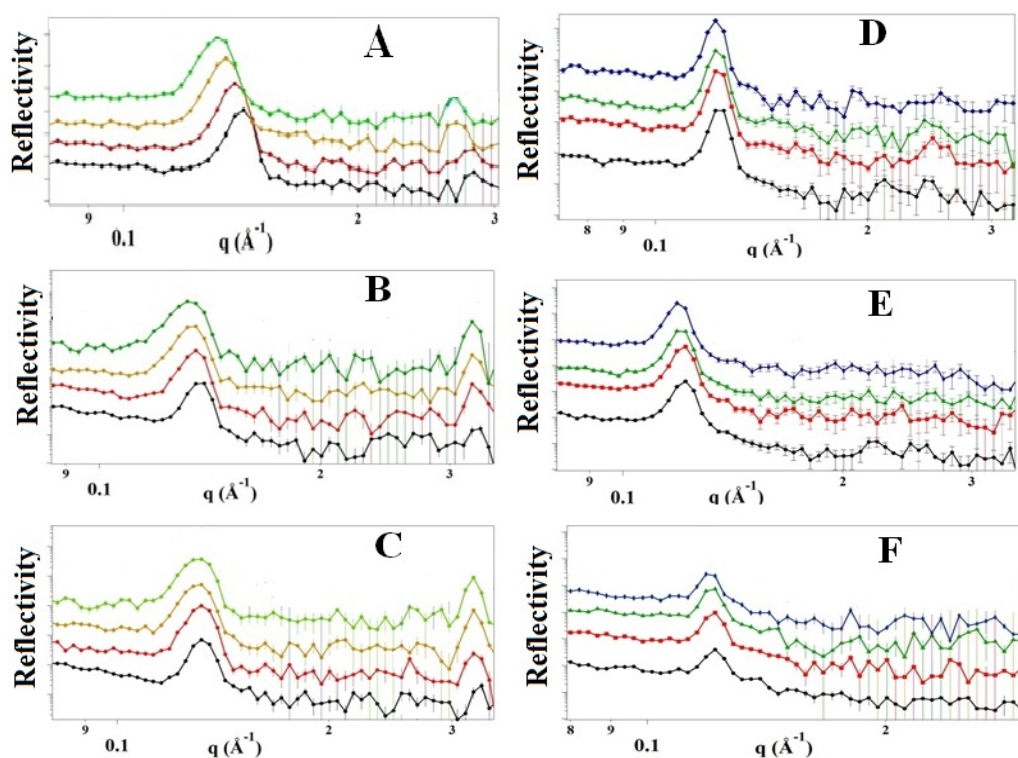 Reflectivity
A
9
0.1
2
3
q (Å-1)
Reflectivity
D
8
9
0.1
2
3
q (Å-1)
Reflectivity
B
9
0.1
2
3
q (Å-1)
Reflectivity
E
9
0.1
2
3
q (Å-1)
Reflectivity
C
9
0.1
2
3
q (Å-1)
Reflectivity
F
8
9
0.1
2
q (Å-1)